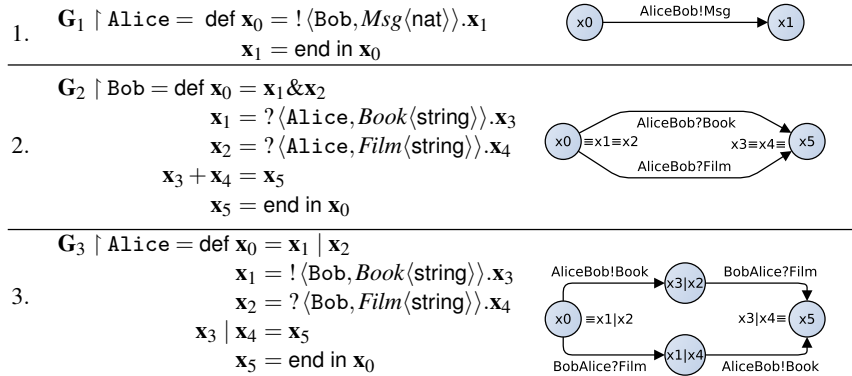 1.
G₁ ↾ Alice = def x₀ = ! ⟨Bob, Msg⟨nat⟩⟩.x₁
x₁ = end in x₀
x0
AliceBob!Msg
x1
2.
G₂ ↾ Bob = def x₀ = x₁&x₂
x₁ = ? ⟨Alice, Book⟨string⟩⟩.x₃
x₂ = ? ⟨Alice, Film⟨string⟩⟩.x₄
x₃ + x₄ = x₅
x₅ = end in x₀
AliceBob?Book
x0 ≡x1≡x2
x3≡x4≡ x5
AliceBob?Film
3.
G₃ ↾ Alice = def x₀ = x₁ | x₂
x₁ = ! ⟨Bob, Book⟨string⟩⟩.x₃
x₂ = ? ⟨Bob, Film⟨string⟩⟩.x₄
x₃ | x₄ = x₅
x₅ = end in x₀
AliceBob!Book
x3|x2
BobAlice?Film
x0 ≡x1|x2
x3|x4≡ x5
BobAlice?Film
x1|x4
AliceBob!Book